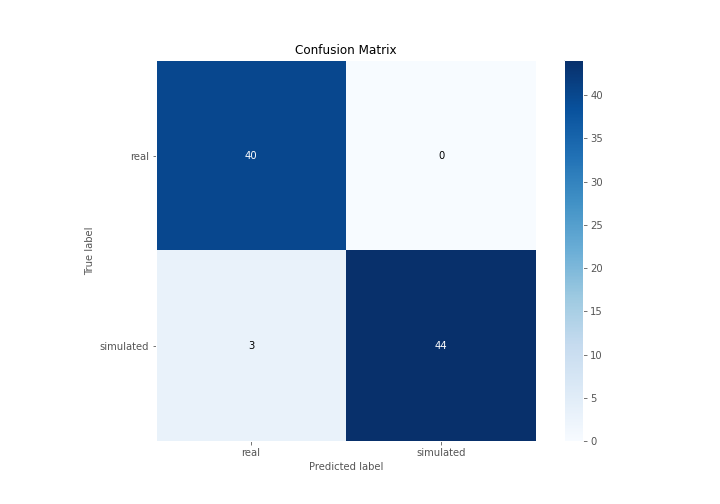 Confusion Matrix
True label
real
simulated
40
0
3
44
real
simulated
Predicted label
40
35
30
25
20
15
10
5
0